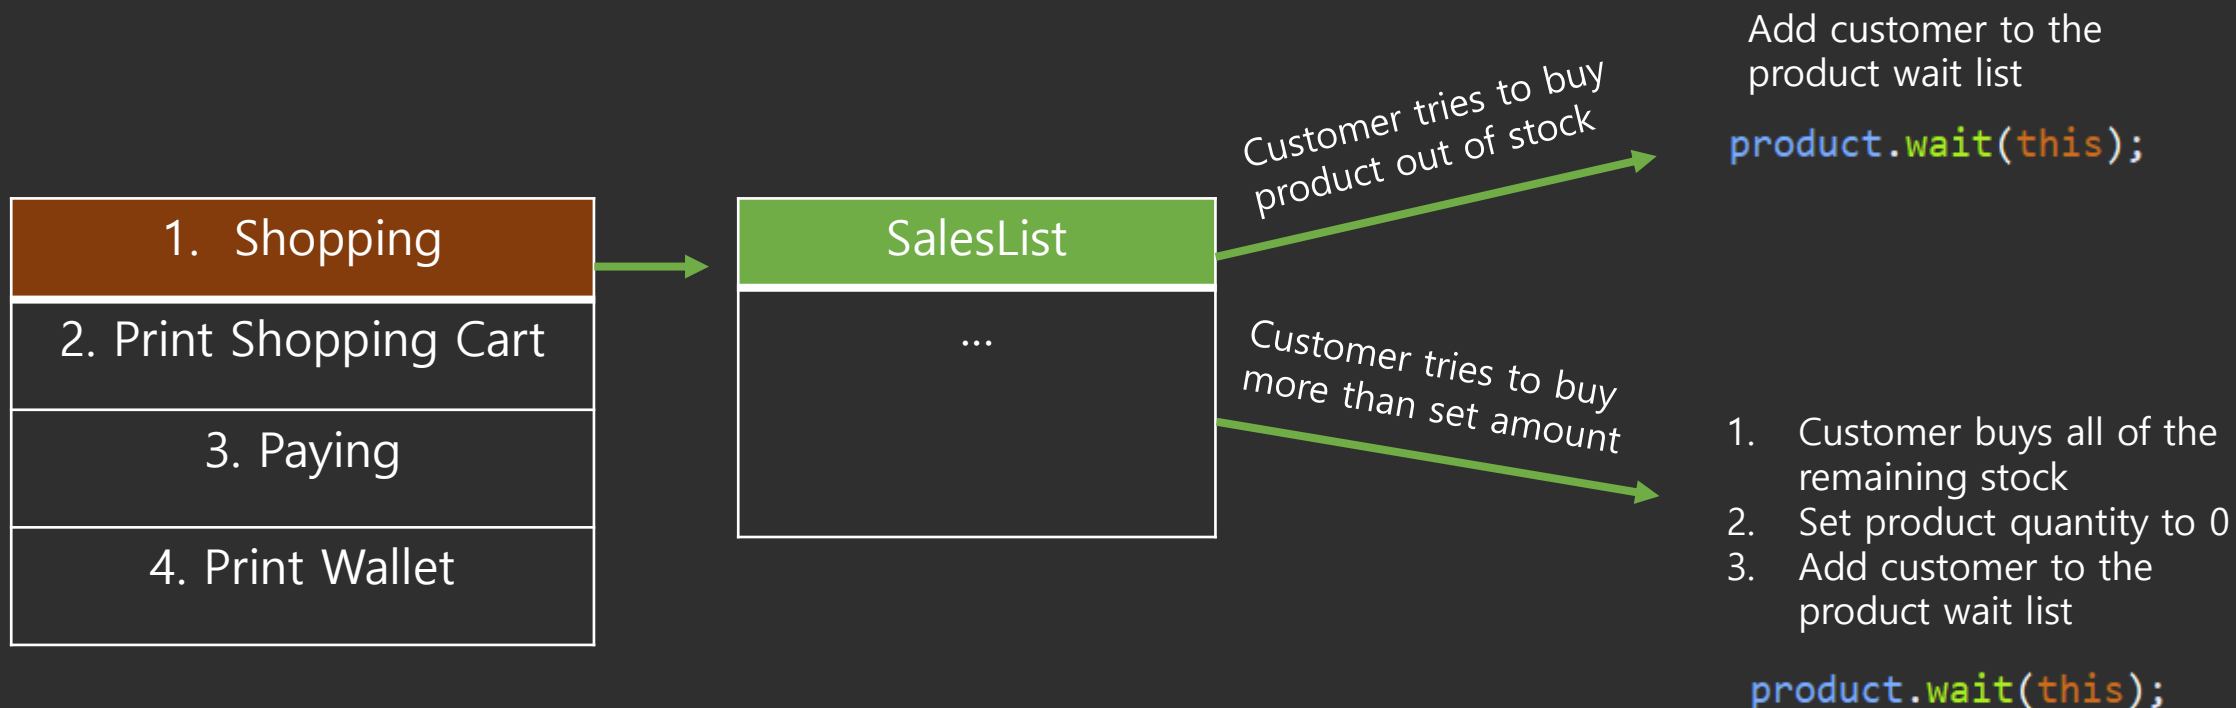 1. Shopping
2. Print Shopping Cart
3. Paying
4. Print Wallet
SalesList
...
Customer tries to buy
product out of stock
Add customer to the
product wait list
product.wait(this);
Customer tries to buy
more than set amount
1. Customer buys all of the
remaining stock
2. Set product quantity to 0
3. Add customer to the
product wait list
product.wait(this);